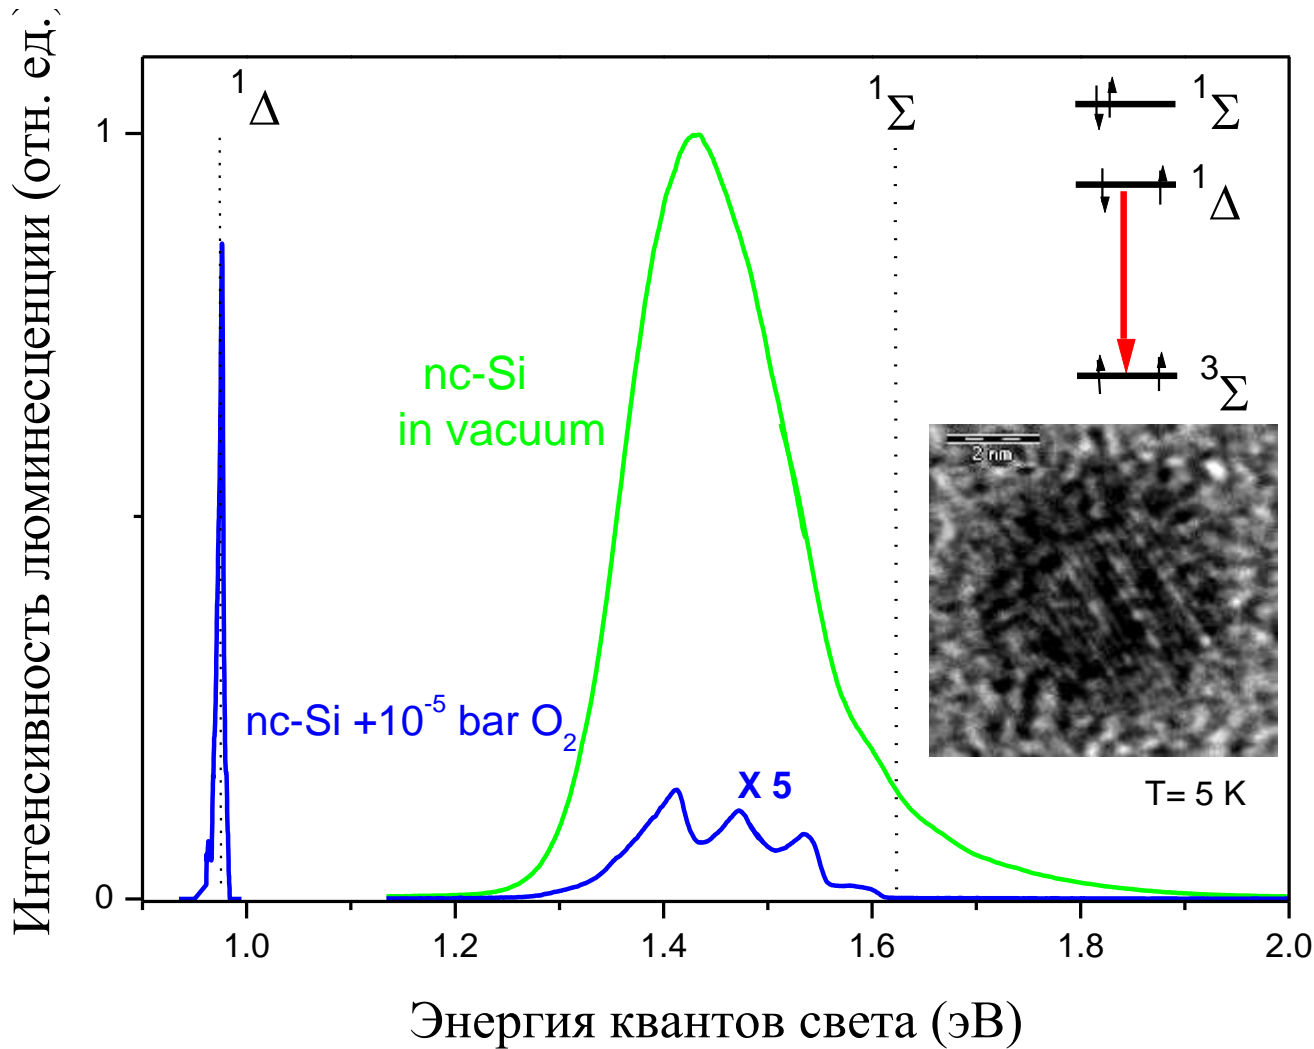 Интенсивность люминесценции (отн. ед.)
1
0
¹Δ
¹Σ
¹Σ
¹Δ
³Σ
nc-Si
in vacuum
2 nm
nc-Si +10⁻⁵ bar O₂
X 5
T= 5 K
1.0 1.2 1.4 1.6 1.8 2.0
Энергия квантов света (эВ)